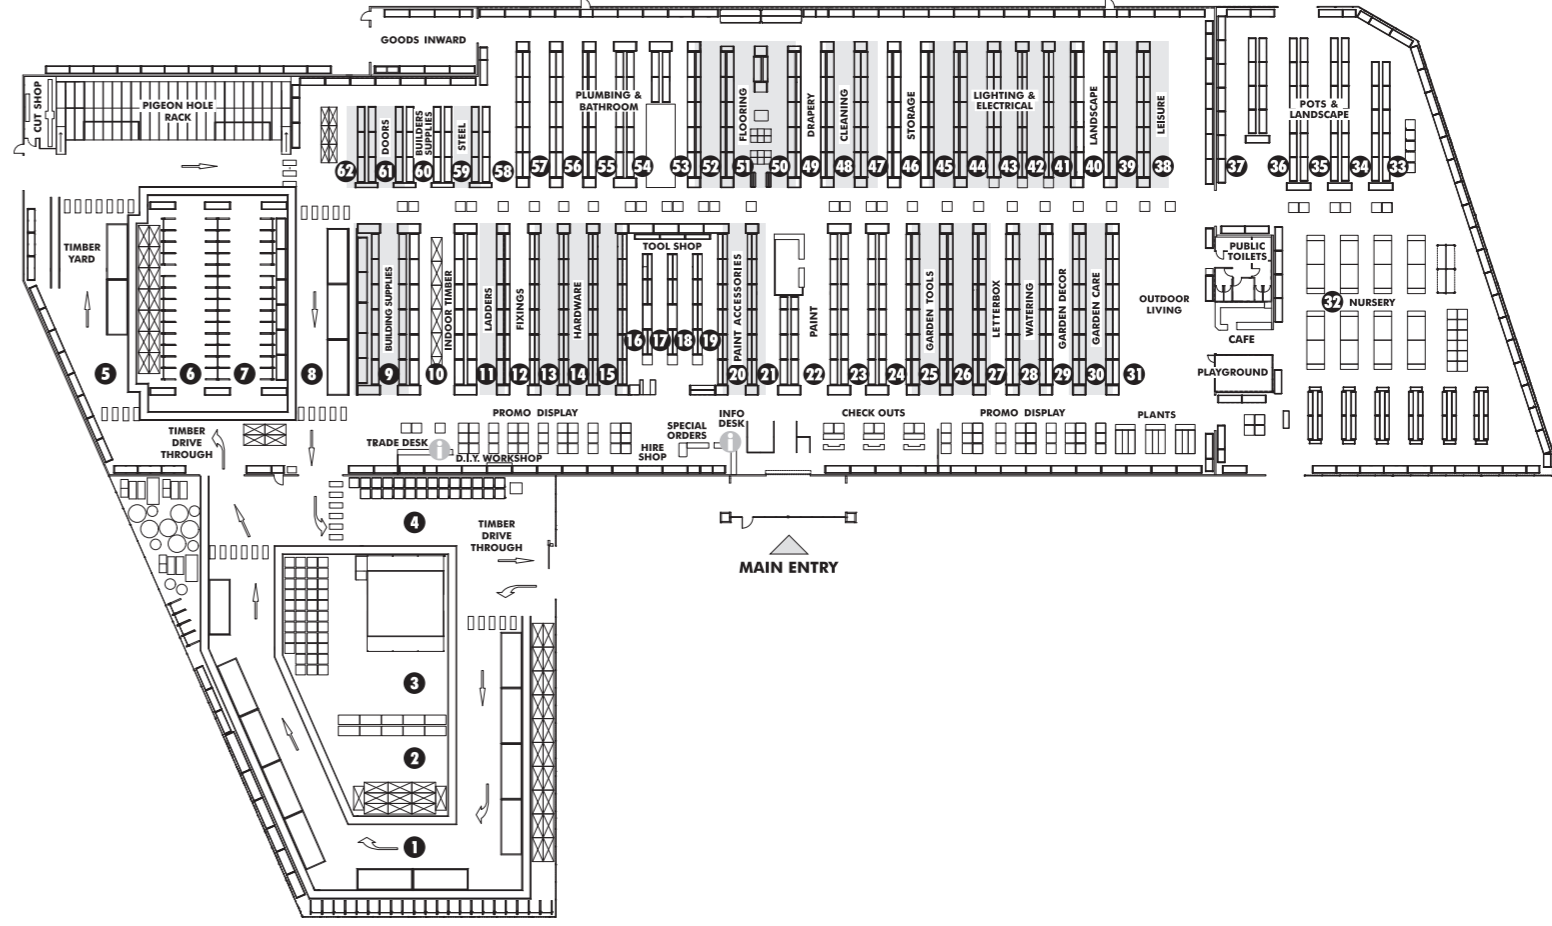 GOODS INWARD
CUT SHOP
PIGEON HOLE
RACK
DOORS
BUILDERS
SUPPLIES
STEEL
PLUMBING &
BATHROOM
FLOORING
DRAPERY
CLEANING
STORAGE
LIGHTING &
ELECTRICAL
LANDSCAPE
LEISURE
POTS &
LANDSCAPE
62 61 60 59 58 57 56 55 54 53 52 51 50 49 48 47 46 45 44 43 42 41 40 39 38 37 36 35 34 33
TIMBER
YARD
BUILDING SUPPLIES
INDOOR TIMBER
LADDERS
FIXINGS
HARDWARE
TOOL SHOP
PAINT ACCESSORIES
PAINT
GARDEN TOOLS
LETTERBOX
WATERING
GARDEN DECOR
GARDEN CARE
OUTDOOR
LIVING
PUBLIC
TOILETS
32 NURSERY
CAFE
PLAYGROUND
16 17 18 19
5 6 7 8 9 10 11 12 13 14 15 20 21 22 23 24 25 26 27 28 29 30 31
TIMBER
DRIVE
THROUGH
PROMO DISPLAY
TRADE DESK
i
D.I.Y. WORKSHOP
HIRE
SHOP
SPECIAL
ORDERS
INFO
DESK
i
CHECK OUTS
PROMO DISPLAY
PLANTS
4
TIMBER
DRIVE
THROUGH
MAIN ENTRY
3
2
1